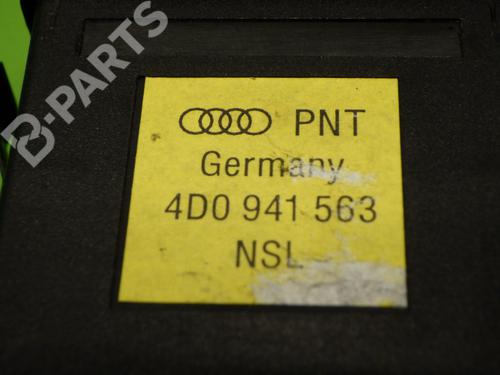 B-PARTS
PNT
Germany
4D0 941 563
NSL